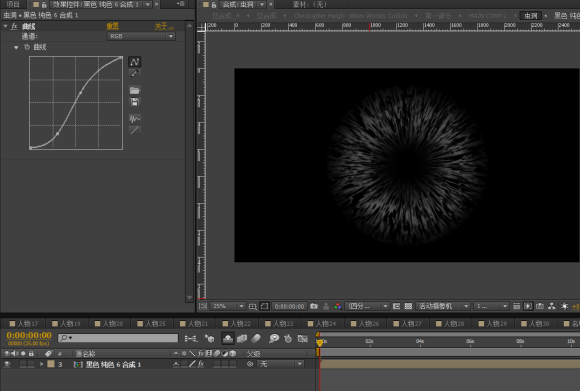 项目
效果控件: 黑色 纯色 6 合成 1
合成: 虫洞
素材: (无)
虫洞 • 黑色 纯色 6 合成 1
fx 曲线 重置 关于...
通道: RGB
曲线
虫洞
黑色 纯色
25%
0:00:00:00
(四分...
活动摄像机
1...
人物17
人物19
人物20
人物25
人物21
人物22
人物23
人物24
人物26
人物27
人物28
人物30
0:00:00:00
00000 (25.00 fps)
源名称
父级
02s
04s
06s
08s
10s
3
黑色 纯色 6 合成 1
无